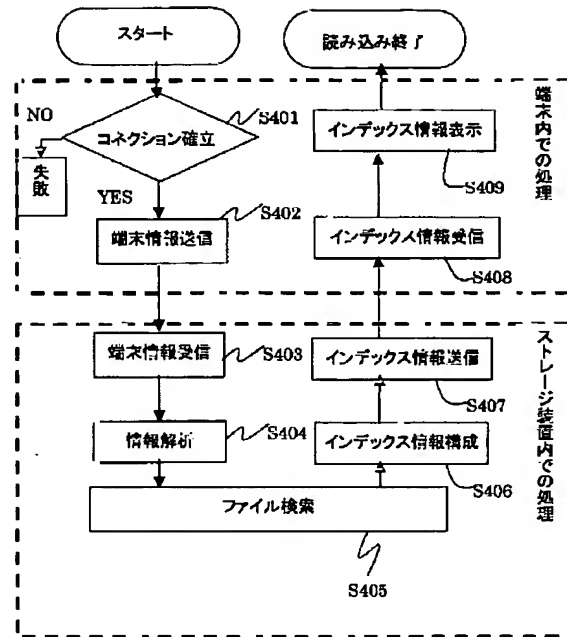 スタート
読み込み終了
NO
コネクション確立
S401
失敗
YES
端末情報送信
S402
インデックス情報表示
S409
インデックス情報受信
S408
端末内での処理
端末情報受信
S403
情報解析
S404
ファイル検索
S405
インデックス情報送信
S407
インデックス情報構成
S406
ストレージ装置内での処理